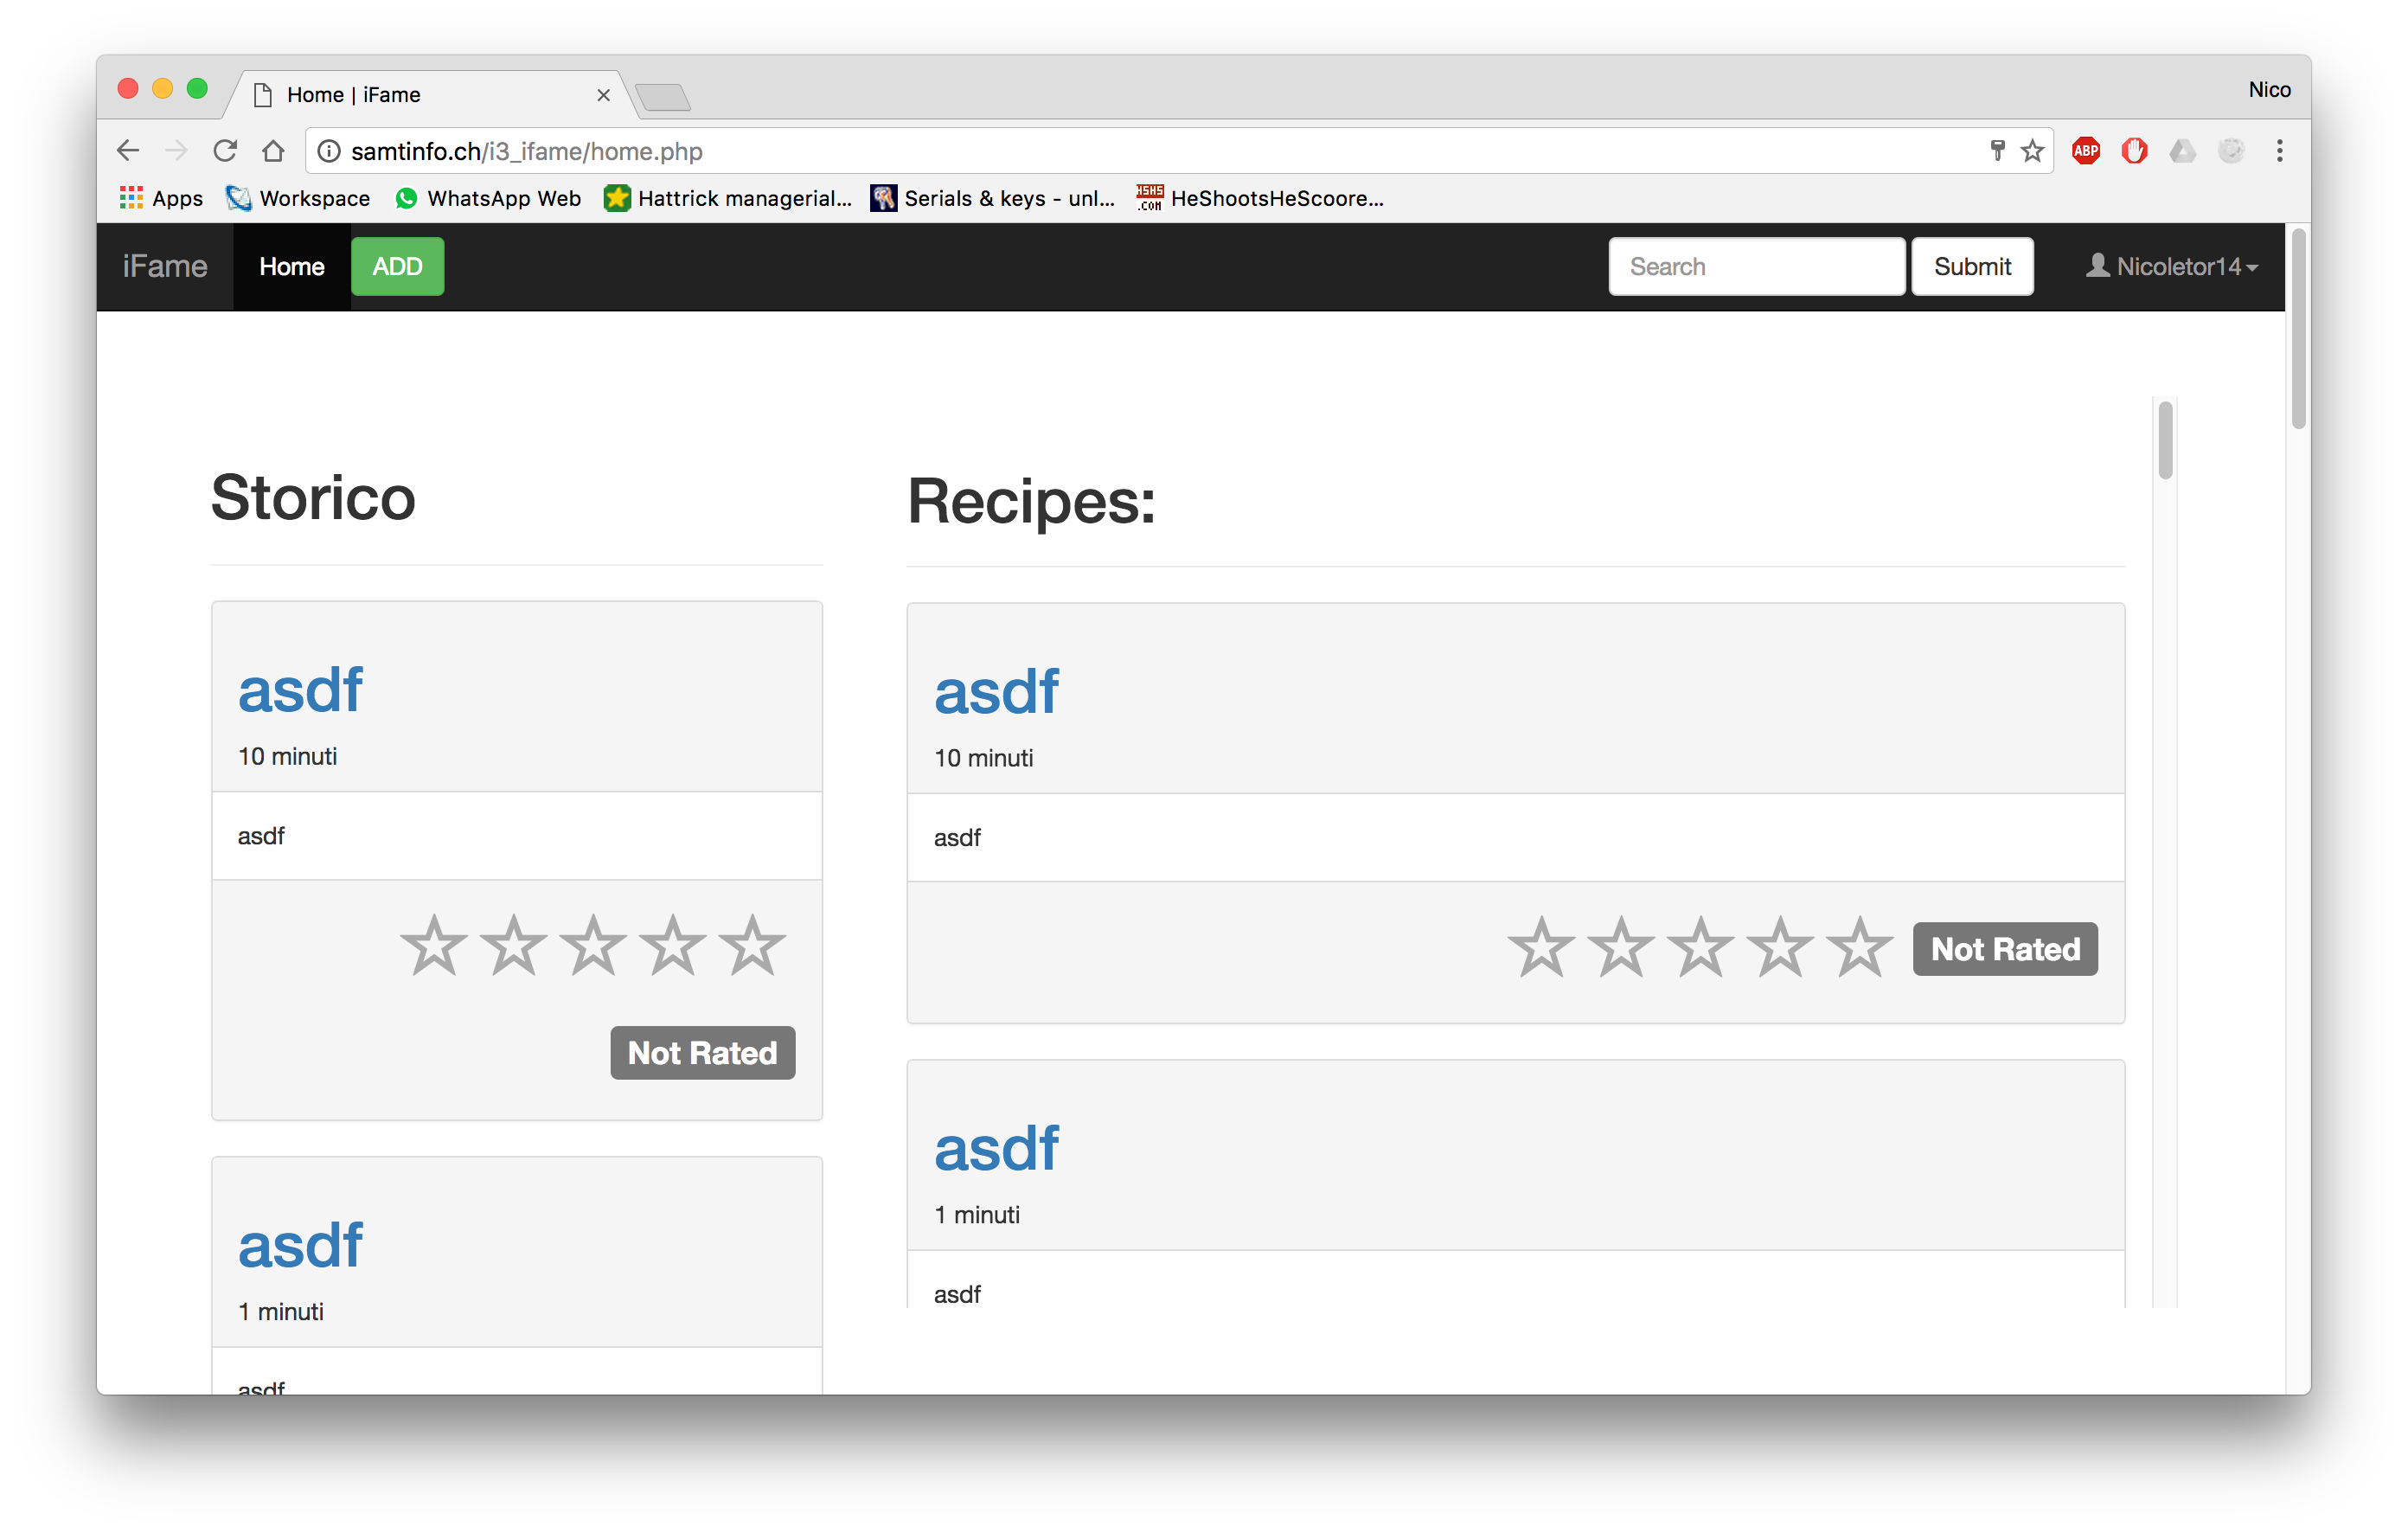 Home | iFame
Nico
samtinfo.ch/i3_ifame/home.php
ABP
Apps
Workspace
WhatsApp Web
Hattrick managerial...
Serials & keys - unl...
HSHS
.COM
HeShootsHeScoore...
iFame
Home
ADD
Search
Submit
Nicoletor14
Storico
asdf
10 minuti
asdf
Not Rated
asdf
1 minuti
asdf
Recipes:
asdf
10 minuti
asdf
Not Rated
asdf
1 minuti
asdf